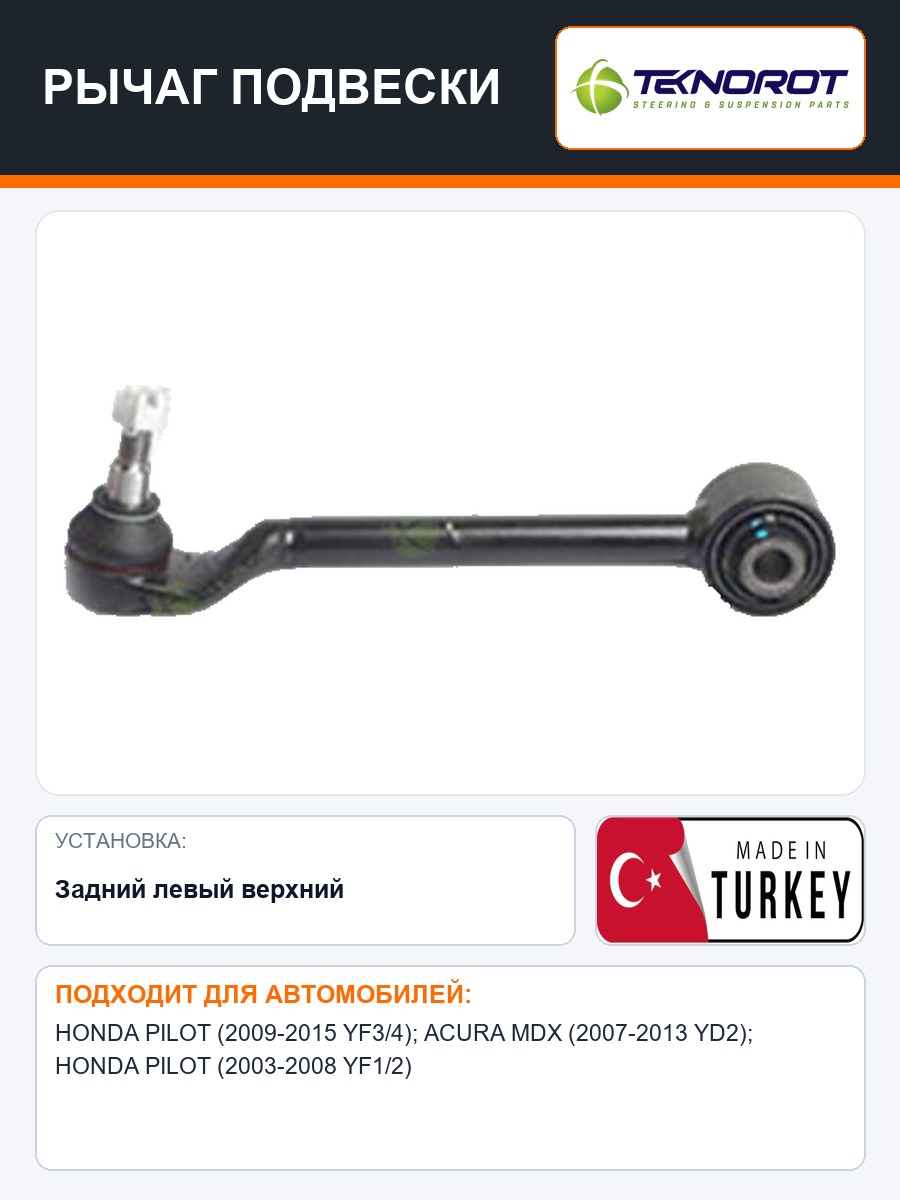 РЫЧАГ ПОДВЕСКИ
TEKNOROT
STEERING & SUSPENSION PARTS
УСТАНОВКА:
Задний левый верхний
MADE IN
TURKEY
ПОДХОДИТ ДЛЯ АВТОМОБИЛЕЙ:
HONDA PILOT (2009-2015 YF3/4); ACURA MDX (2007-2013 YD2);
HONDA PILOT (2003-2008 YF1/2)